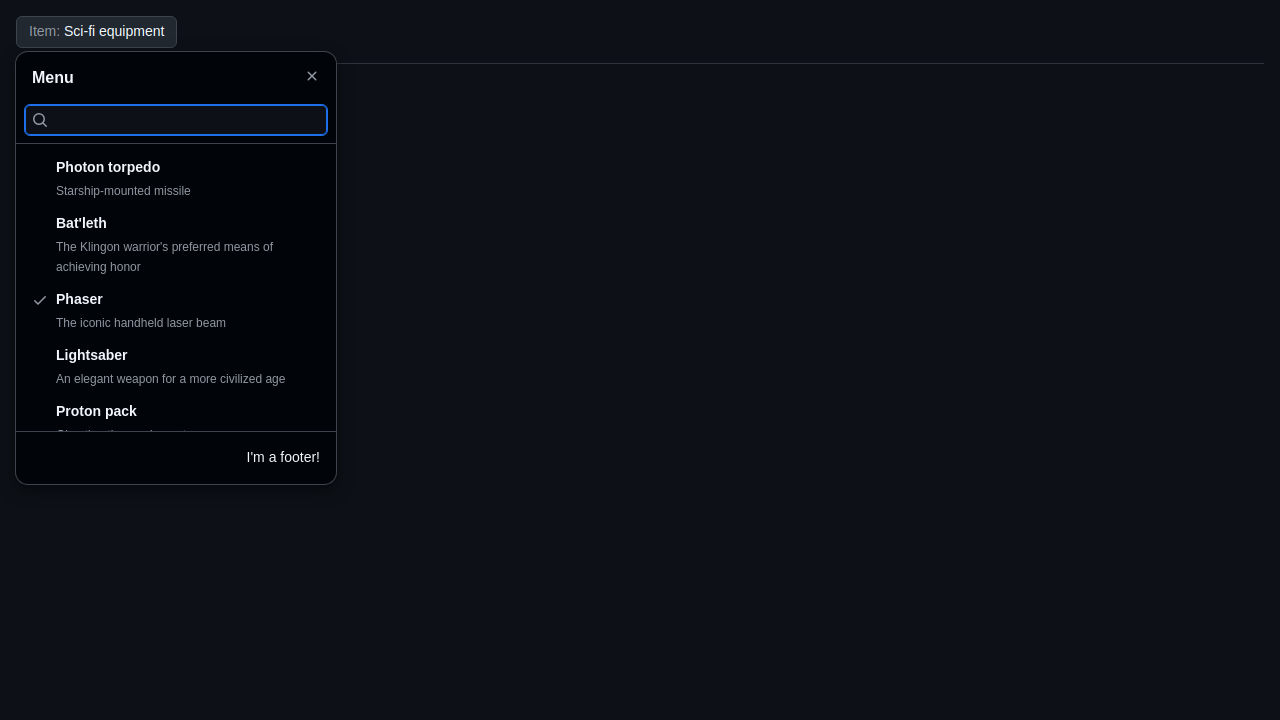 Item: Sci-fi equipment
Menu
Photon torpedo
Starship-mounted missile
Bat'leth
The Klingon warrior's preferred means of
achieving honor
Phaser
The iconic handheld laser beam
Lightsaber
An elegant weapon for a more civilized age
Proton pack
I'm a footer!